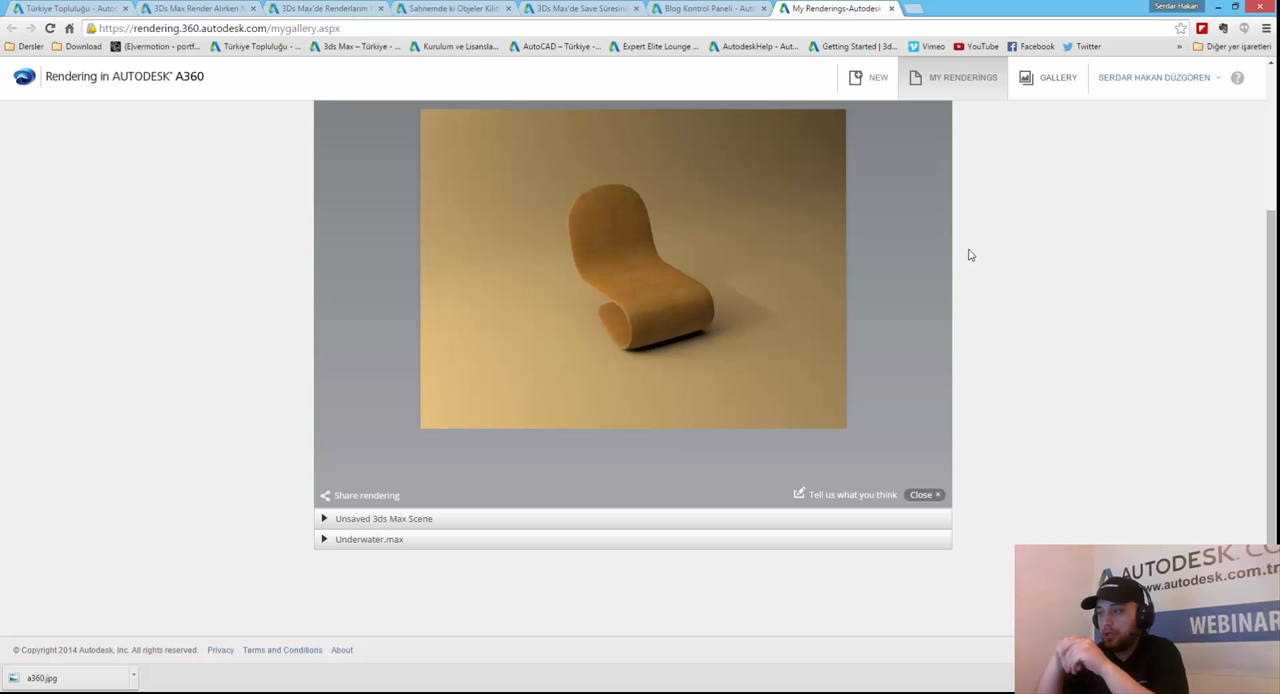 Türkiye Topluluğu - Autod
3Ds Max Render Alırken M
3Ds Max'de Renderlarım I
Sahnemde ki Objeler Kilitl
3Ds Max'de Save Süresini
Blog Kontrol Paneli - Auto
My Renderings-Autodesk
Serdar Hakan
https://rendering.360.autodesk.com/mygallery.aspx
Dersler
Download
[Evermotion - portf...
Türkiye Topluluğu - ...
3ds Max – Türkiye - ...
Kurulum ve Lisansla...
AutoCAD – Türkiye - ...
Expert Elite Lounge ...
AutodeskHelp - Aut...
Getting Started | 3d...
Vimeo
YouTube
Facebook
Twitter
»
Diğer yer işaretleri
Rendering in AUTODESK® A360
NEW
MY RENDERINGS
GALLERY
SERDAR HAKAN DÜZGÖREN
?
Share rendering
Tell us what you think
Close ×
Unsaved 3ds Max Scene
Underwater.max
AUTODESK. CO
www.autodesk.com.tr
WEBINAR
© Copyright 2014 Autodesk, Inc. All rights reserved.
Privacy
Terms and Conditions
About
a360.jpg